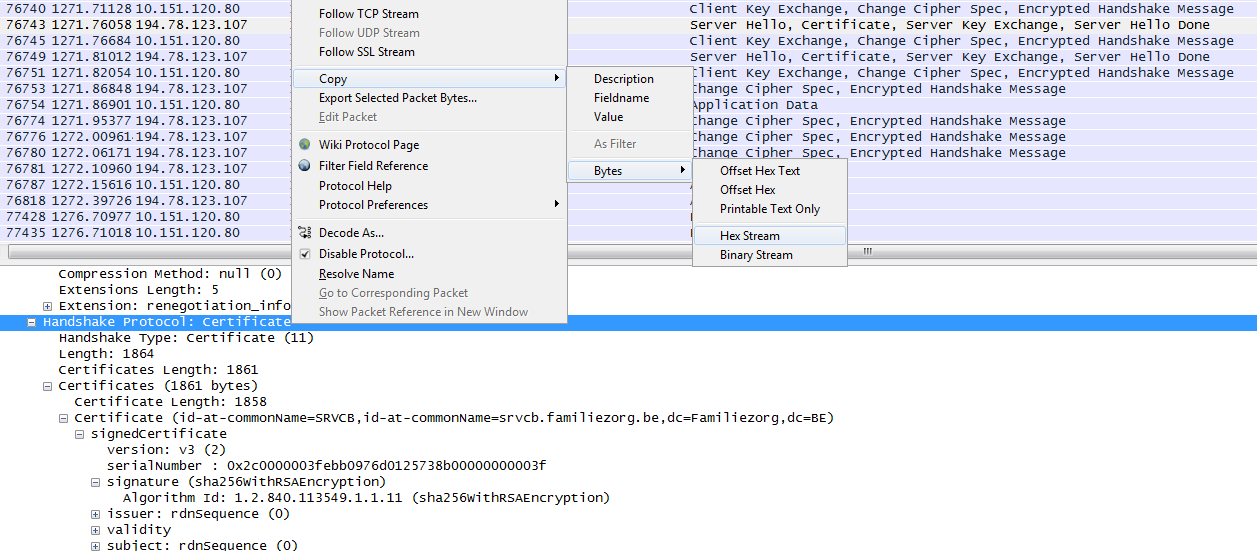 76740 1271.71128 10.151.120.80 Client Key Exchange, Change Cipher Spec, Encrypted Handshake Message
76743 1271.76058 194.78.123.107 Server Hello, Certificate, Server Key Exchange, Server Hello Done
76745 1271.76684 10.151.120.80 Client Key Exchange, Change Cipher Spec, Encrypted Handshake Message
76749 1271.81012 194.78.123.107 Server Hello, Certificate, Server Key Exchange, Server Hello Done
76751 1271.82054 10.151.120.80 Client Key Exchange, Change Cipher Spec, Encrypted Handshake Message
76753 1271.86848 194.78.123.107 Change Cipher Spec, Encrypted Handshake Message
76754 1271.86901 10.151.120.80 Application Data
76774 1271.95377 194.78.123.107 Change Cipher Spec, Encrypted Handshake Message
76776 1272.00961 194.78.123.107 Change Cipher Spec, Encrypted Handshake Message
76780 1272.06171 194.78.123.107 Change Cipher Spec, Encrypted Handshake Message
76781 1272.10960 194.78.123.107
76787 1272.15616 10.151.120.80
76818 1272.39726 194.78.123.107
77428 1276.70977 10.151.120.80
77435 1276.71018 10.151.120.80
Follow TCP Stream
Follow UDP Stream
Follow SSL Stream
Copy
Export Selected Packet Bytes...
Edit Packet
Wiki Protocol Page
Filter Field Reference
Protocol Help
Protocol Preferences
Decode As...
Disable Protocol...
Resolve Name
Go to Corresponding Packet
Show Packet Reference in New Window
Description
Fieldname
Value
As Filter
Bytes
Offset Hex Text
Offset Hex
Printable Text Only
Hex Stream
Binary Stream
Compression Method: null (0)
Extensions Length: 5
Extension: renegotiation_info
Handshake Protocol: Certificate
Handshake Type: Certificate (11)
Length: 1864
Certificates Length: 1861
Certificates (1861 bytes)
Certificate Length: 1858
Certificate (id-at-commonName=SRVCB,id-at-commonName=srvcb.familiezorg.be,dc=Familiezorg,dc=BE)
signedCertificate
version: v3 (2)
serialNumber : 0x2c0000003febb0976d0125738b00000000003f
signature (sha256WithRSAEncryption)
Algorithm Id: 1.2.840.113549.1.1.11 (sha256WithRSAEncryption)
issuer: rdnSequence (0)
validity
subject: rdnSequence (0)